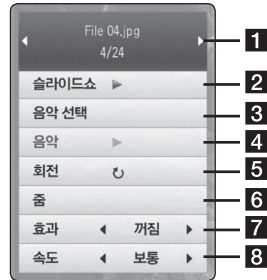 File 04.jpg 1
4/24
슬라이드쇼 ▶ 2
음악 선택 3
음악 ▶ 4
회전 ↻ 5
줌 6
효과 ◀ 꺼짐 ▶ 7
속도 ◀ 보통 ▶ 8